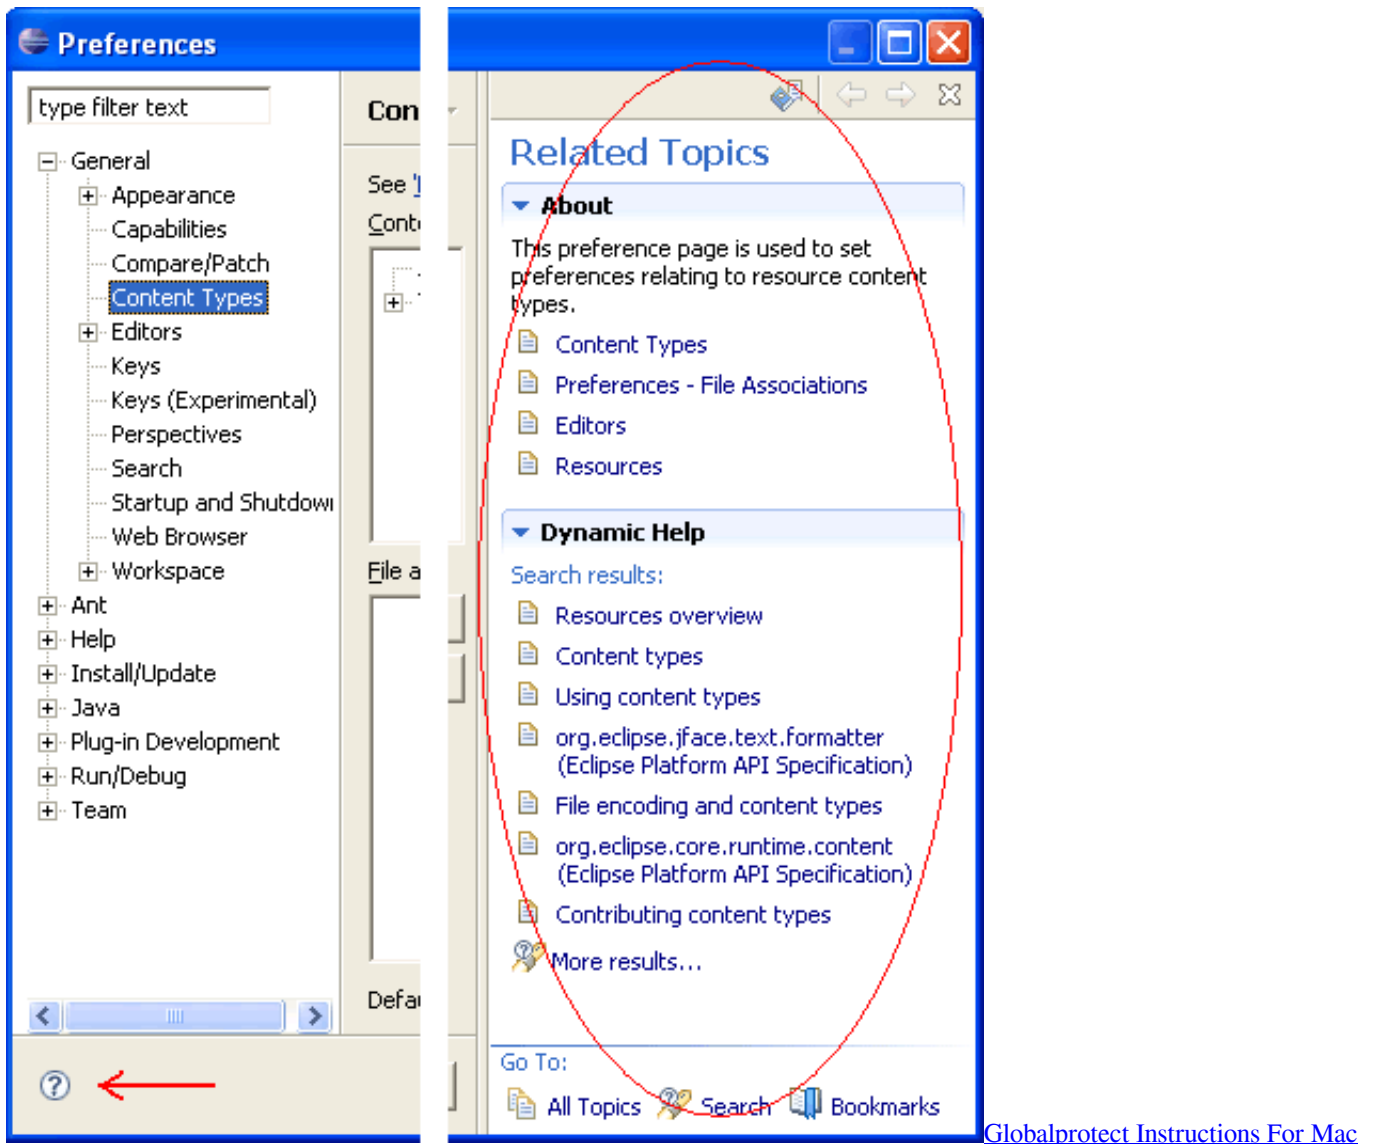 Preferences
type filter text
General
Appearance
Capabilities
Compare/Patch
Content Types
Editors
Keys
Keys (Experimental)
Perspectives
Search
Startup and Shutdown
Web Browser
Workspace
Ant
Help
Install/Update
Java
Plug-in Development
Run/Debug
Team
Con
See '
Conte
File a
Defau
Related Topics
About
This preference page is used to set
preferences relating to resource content
types.
Content Types
Preferences - File Associations
Editors
Resources
Dynamic Help
Search results:
Resources overview
Content types
Using content types
org.eclipse.jface.text.formatter
(Eclipse Platform API Specification)
File encoding and content types
org.eclipse.core.runtime.content
(Eclipse Platform API Specification)
Contributing content types
More results...
Go To:
All Topics Search Bookmarks
Globalprotect Instructions For Mac